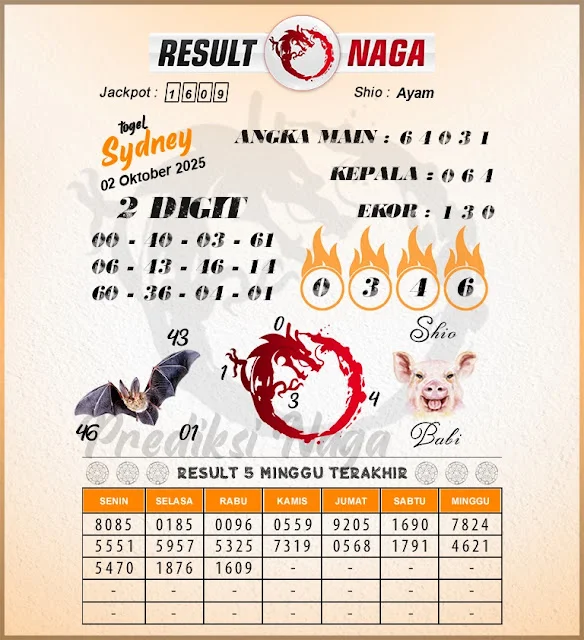 RESULT NAGA
Jackpot : 1609
Shio : Ayam
togel
Sydney
02 Oktober 2025
ANGKA MAIN : 6 4 0 3 1
KEPALA : 0 6 4
EKOR : 1 3 0
2 DIGIT
00 - 40 - 03 - 61
06 - 43 - 46 - 14
60 - 36 - 04 - 01
0 3 4 6
43
46
01
0
1
3
4
Shio
Babi
Prediksi Naga
RESULT 5 MINGGU TERAKHIR
SENIN SELASA RABU KAMIS JUMAT SABTU MINGGU
8085 0185 0096 0559 9205 1690 7824
5551 5957 5325 7319 0568 1791 4621
5470 1876 1609 - - - -
- - - - - - -
- - - - - - -